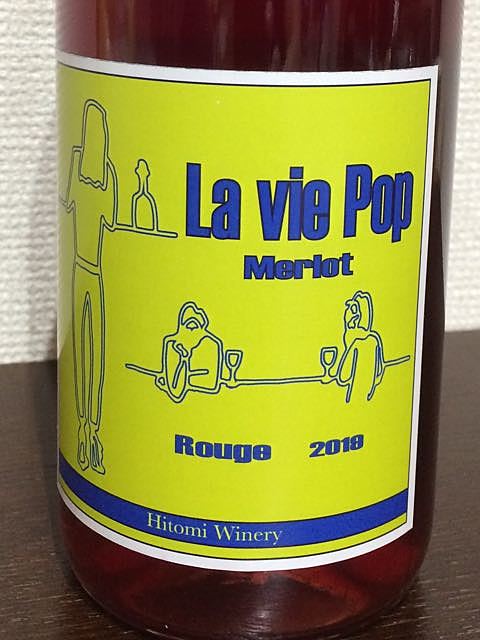 La vie Pop
Merlot
Rouge 2018
Hitomi Winery